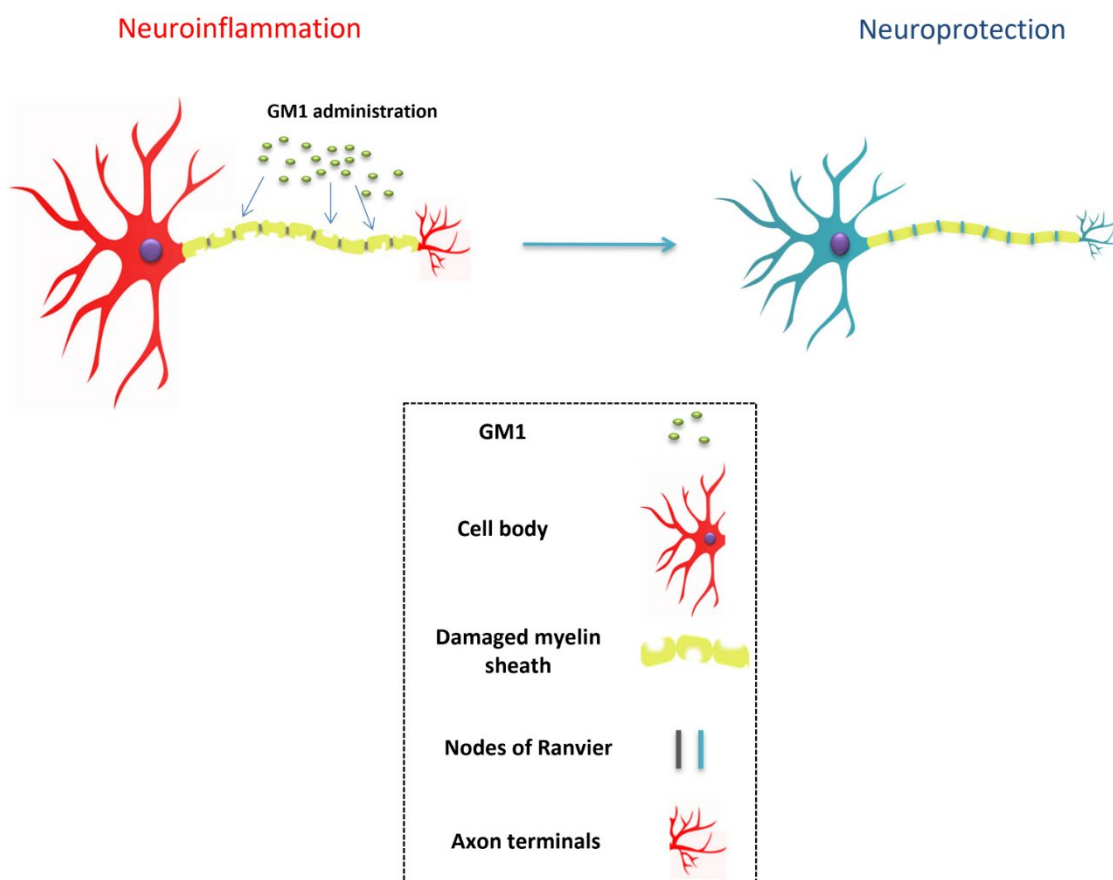 Neuroinflammation
Neuroprotection
GM1 administration
GM1
Cell body
Damaged myelin
sheath
Nodes of Ranvier
Axon terminals